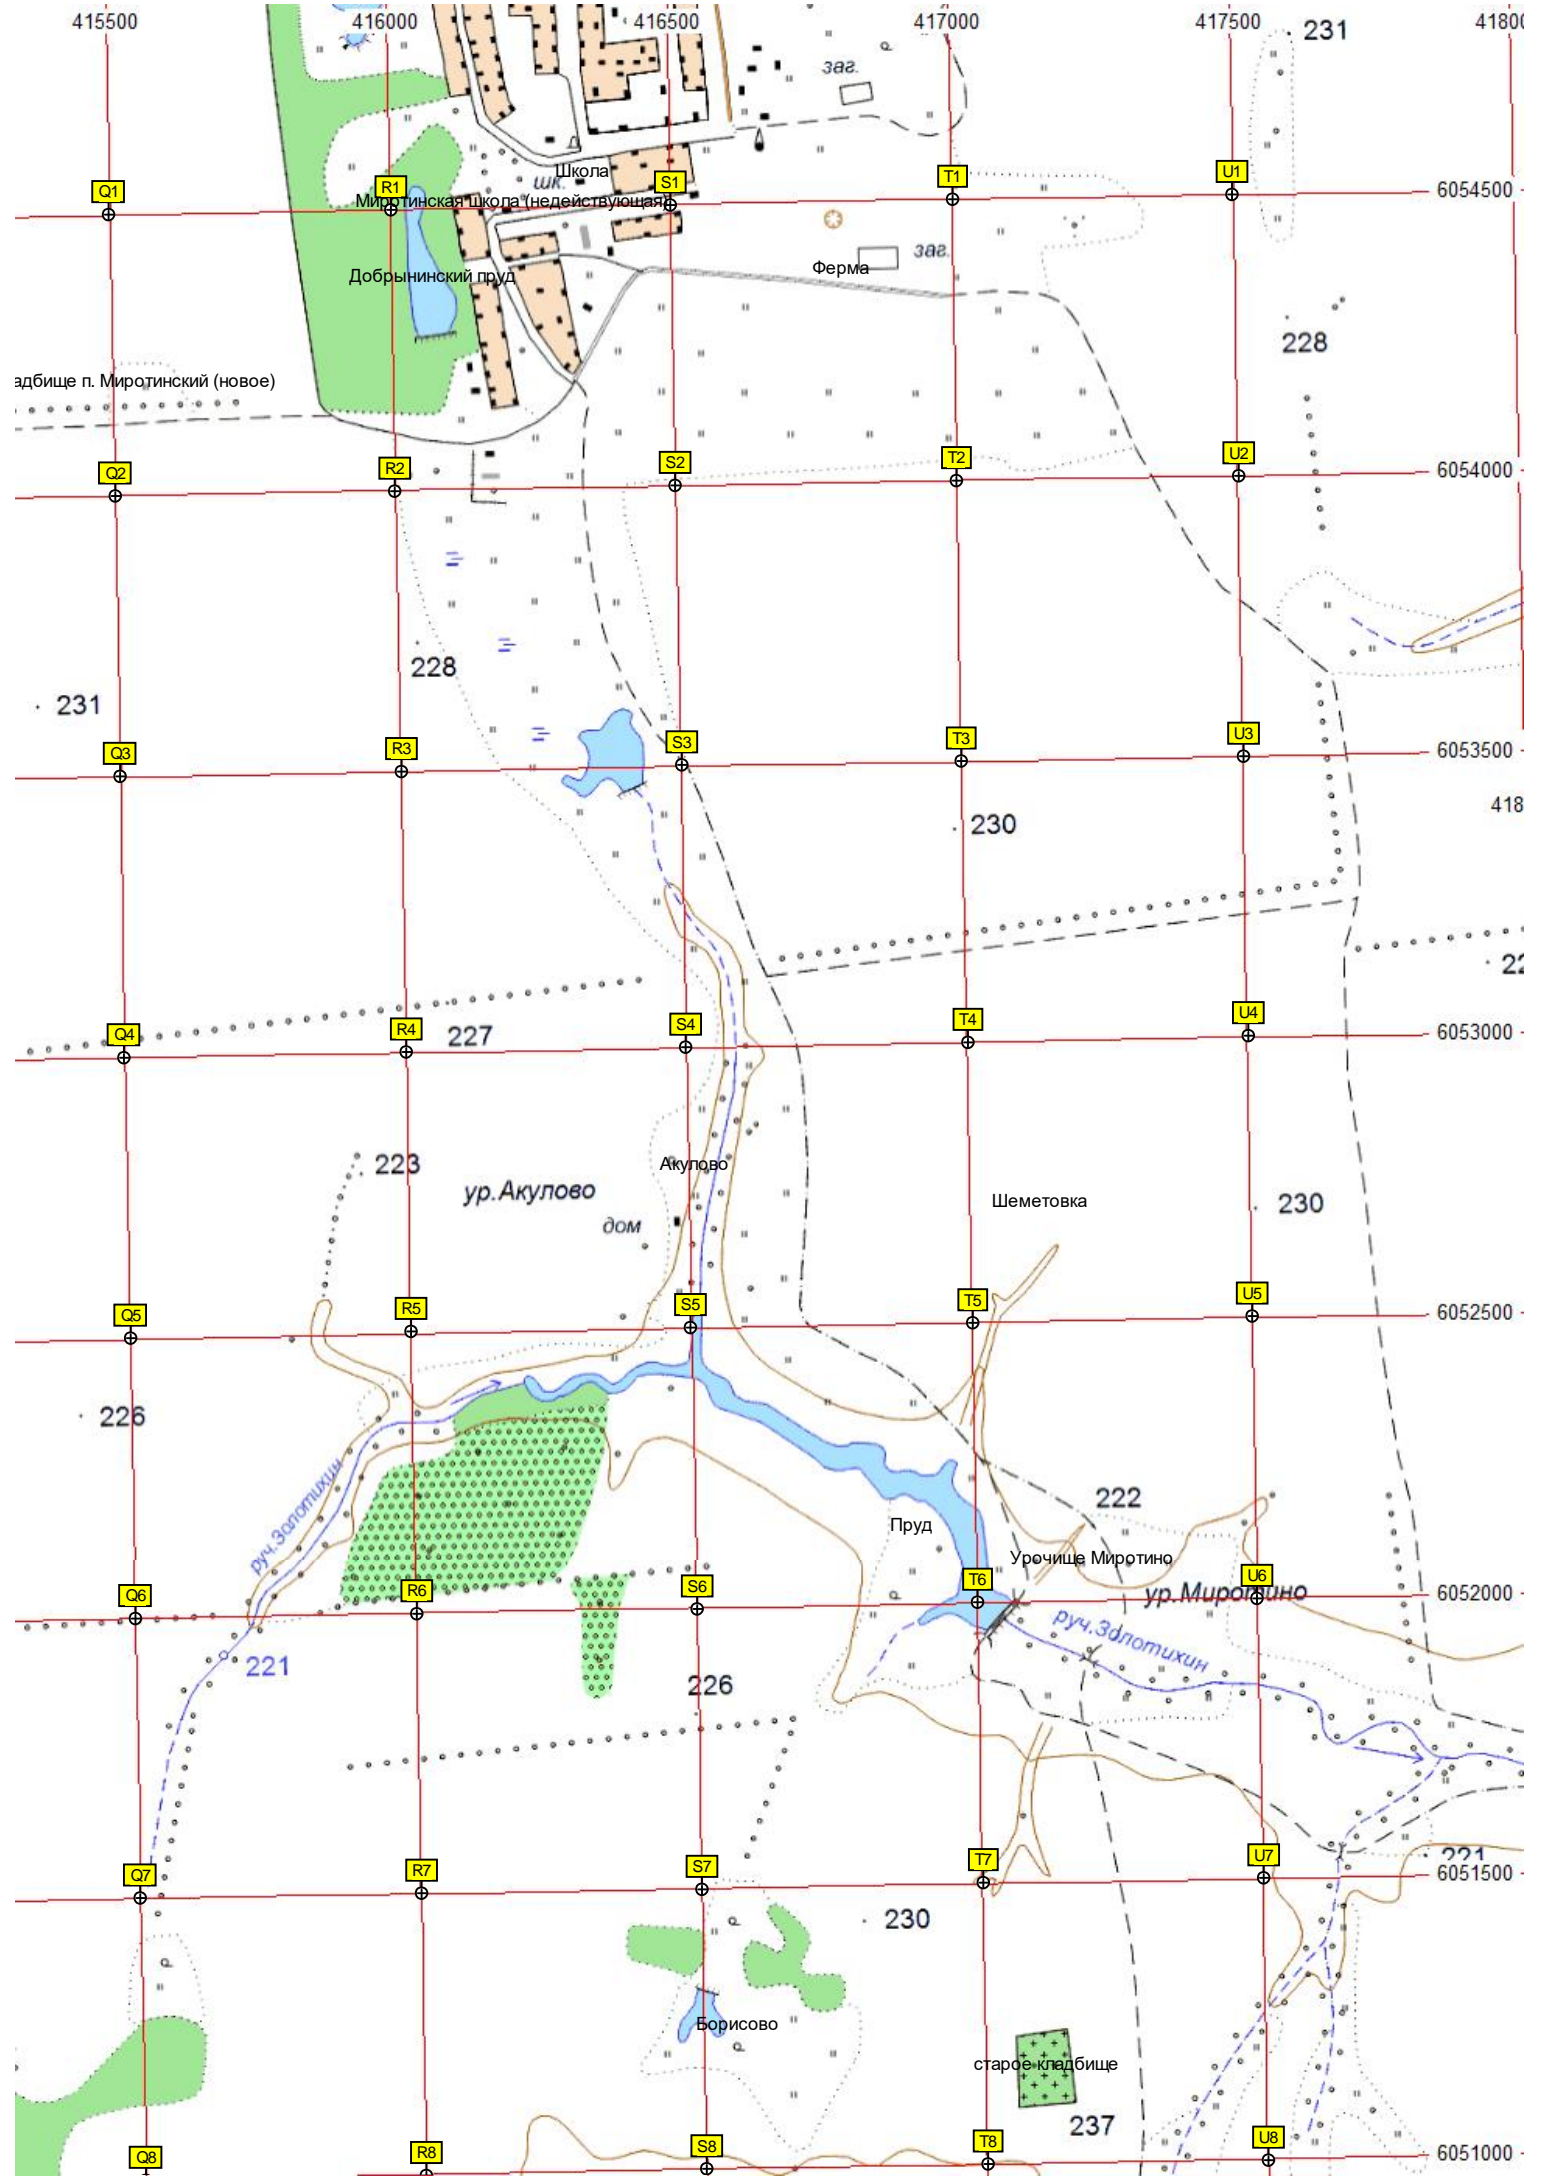 415500 416000 416500 417000 417500 41800
231
заг.
Школа
шк.
Q1 R1 S1 T1 U1 6054500
Миротинская школа (недействующая)
заг.
Ферма
Добрынинский пруд
228
адбище п. Миротинский (новое)
Q2 R2 S2 T2 U2 6054000
228
231
Q3 R3 S3 T3 U3 6053500
418
230
22
Q4 R4 S4 T4 U4 6053000
227
223
Акулово
ур.Акулово
Шеметовка
230
дом
Q5 R5 S5 T5 U5 6052500
226
222
руч.Золотихин
Пруд
Урочище Миротино
Q6 R6 S6 T6 U6 6052000
ур.Миротино
руч.Золотихин
221
226
221
Q7 R7 S7 T7 U7 6051500
230
Борисово
старое кладбище
237
Q8 R8 S8 T8 U8 6051000